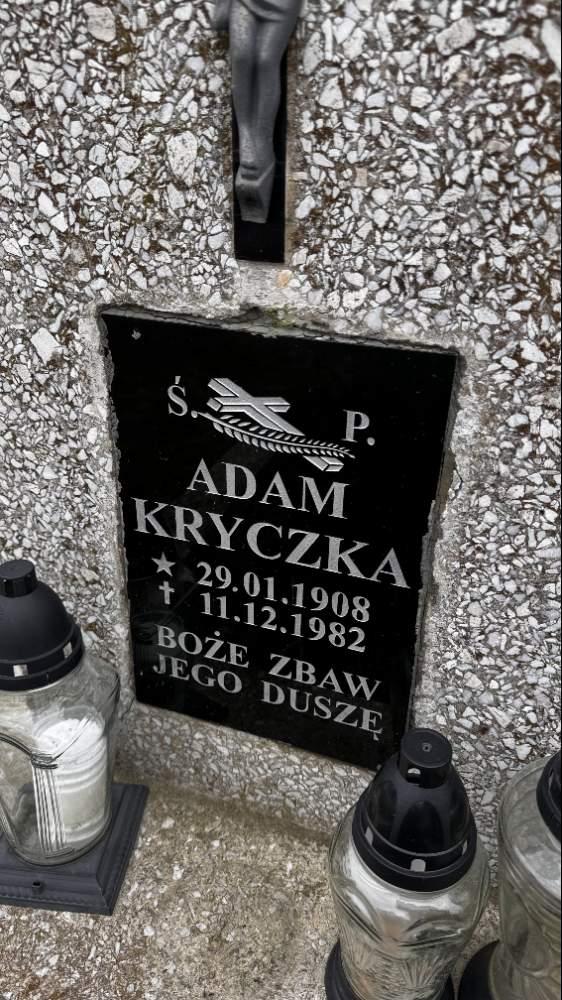 Ś. P.
ADAM
KRYCZKA
★ 29.01.1908
✝ 11.12.1982
BOŻE ZBAW
JEGO DUSZĘ